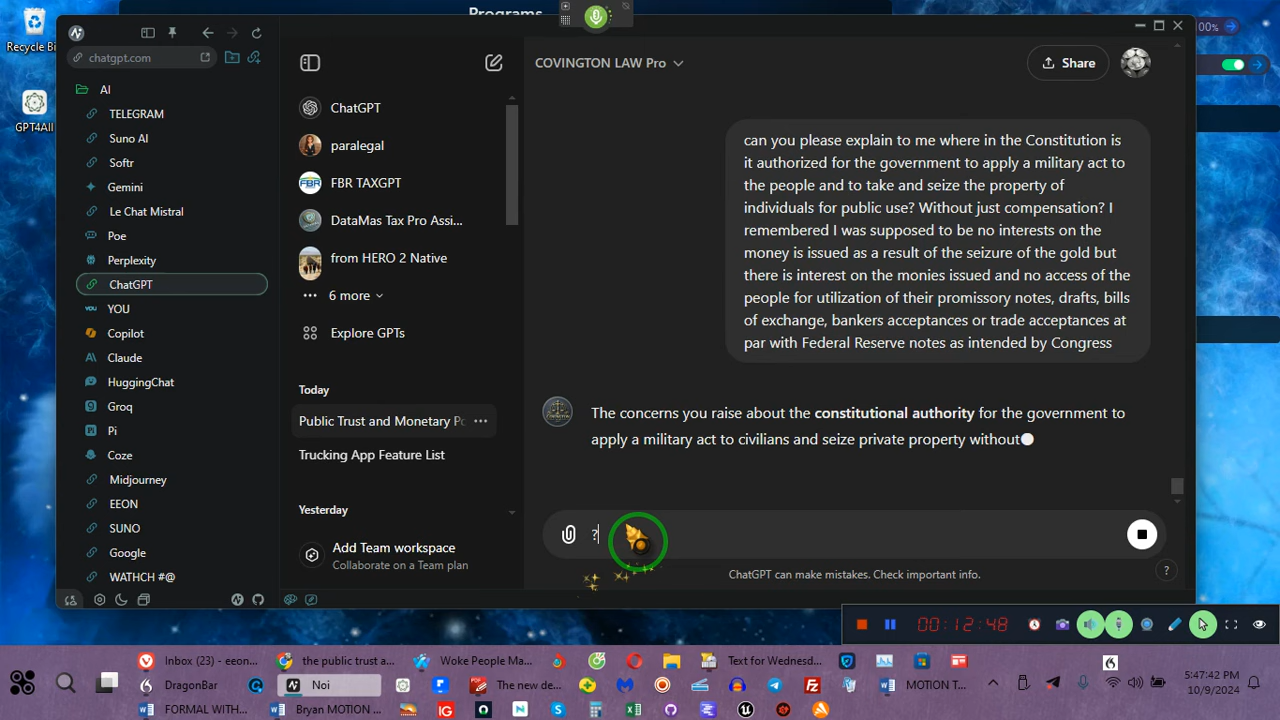 Programs
Recycle Bi
GPT4All
00%
chatgpt.com
AI
TELEGRAM
Suno AI
Softr
Gemini
Le Chat Mistral
Poe
Perplexity
ChatGPT
YOU
YOU
Copilot
Claude
HuggingChat
Groq
Pi
Coze
Midjourney
EEON
SUNO
Google
WATHCH #@
ChatGPT
paralegal
FBR
FBR TAXGPT
DataMas Tax Pro Assi...
from HERO 2 Native
6 more
Explore GPTs
Today
Public Trust and Monetary Po
Trucking App Feature List
Yesterday
Add Team workspace
Collaborate on a Team plan
COVINGTON LAW Pro
Share
can you please explain to me where in the Constitution is
it authorized for the government to apply a military act to
the people and to take and seize the property of
individuals for public use? Without just compensation? I
remembered I was supposed to be no interests on the
money is issued as a result of the seizure of the gold but
there is interest on the monies issued and no access of the
people for utilization of their promissory notes, drafts, bills
of exchange, bankers acceptances or trade acceptances at
par with Federal Reserve notes as intended by Congress
The concerns you raise about the constitutional authority for the government to
apply a military act to civilians and seize private property without
?
ChatGPT can make mistakes. Check important info.
?
00:12:48
Inbox (23) - eeon...
the public trust a...
Woke People Ma...
Text for Wednesd...
DragonBar
Noi
The new de...
MOTION T...
FORMAL WITH...
Bryan MOTION ...
5:47:42 PM
10/9/2024